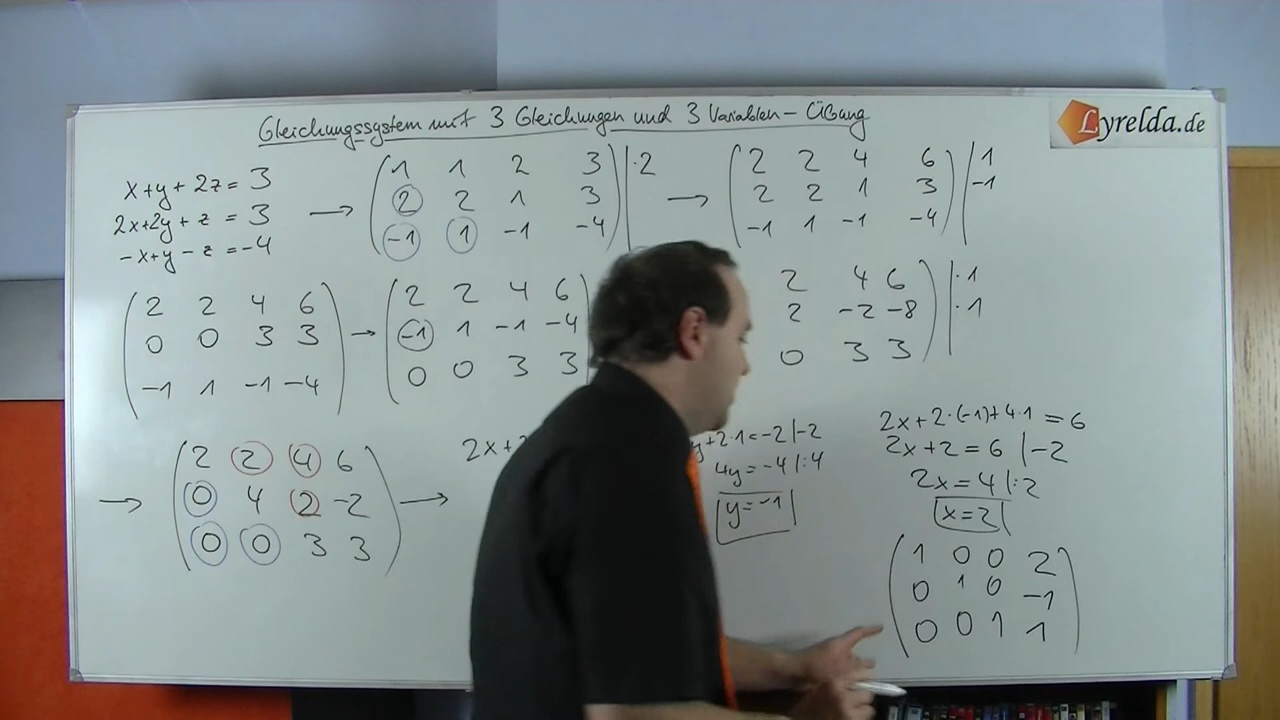 Gleichungssystem mit 3 Gleichungen und 3 Variablen – Übung
Lyrelda.de
x+y+2z=3
2x+2y+z=3
-x+y-z=-4
→
1 1 2 3 |·2
2 2 1 3
-1 1 -1 -4
→
2 2 4 6 | 1
2 2 1 3 | -1
-1 1 -1 -4
2 2 4 6
0 0 3 3
-1 1 -1 -4
→
2 2 4 6
-1 1 -1 -4
0 0 3 3
2 4 6 |·1
2 -2 -8 |·1
0 3 3
→
2 2 4 6
0 4 2 -2
0 0 3 3
→
2x+2
y+2·1=-2 |-2
4y=-4 |:4
y=-1
2x+2·(-1)+4·1=6
2x+2=6 |-2
2x=4 |:2
x=2
1 0 0 2
0 1 0 -1
0 0 1 1